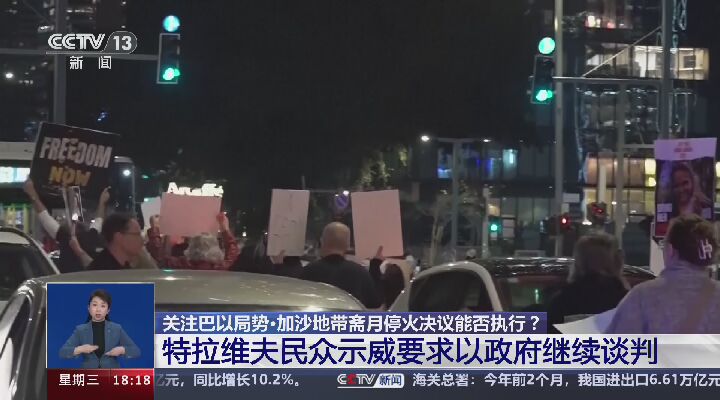 CCTV 13
新闻
FREEDOM
NOW
关注巴以局势·加沙地带斋月停火决议能否执行？
特拉维夫民众示威要求以政府继续谈判
星期三 18:18 亿元，同比增长10.2%。 CCTV新闻 海关总署：今年前2个月，我国进出口6.61万亿元